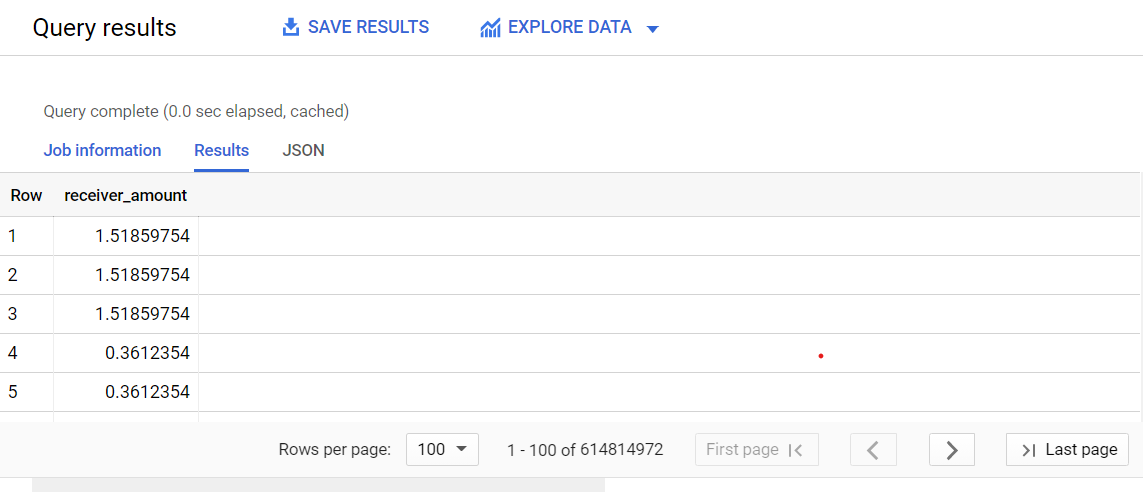 Query results SAVE RESULTS EXPLORE DATA
Query complete (0.0 sec elapsed, cached)
Job information Results JSON
Row receiver_amount
1 1.51859754
2 1.51859754
3 1.51859754
4 0.3612354
5 0.3612354
Rows per page: 100 1 - 100 of 614814972 First page Last page